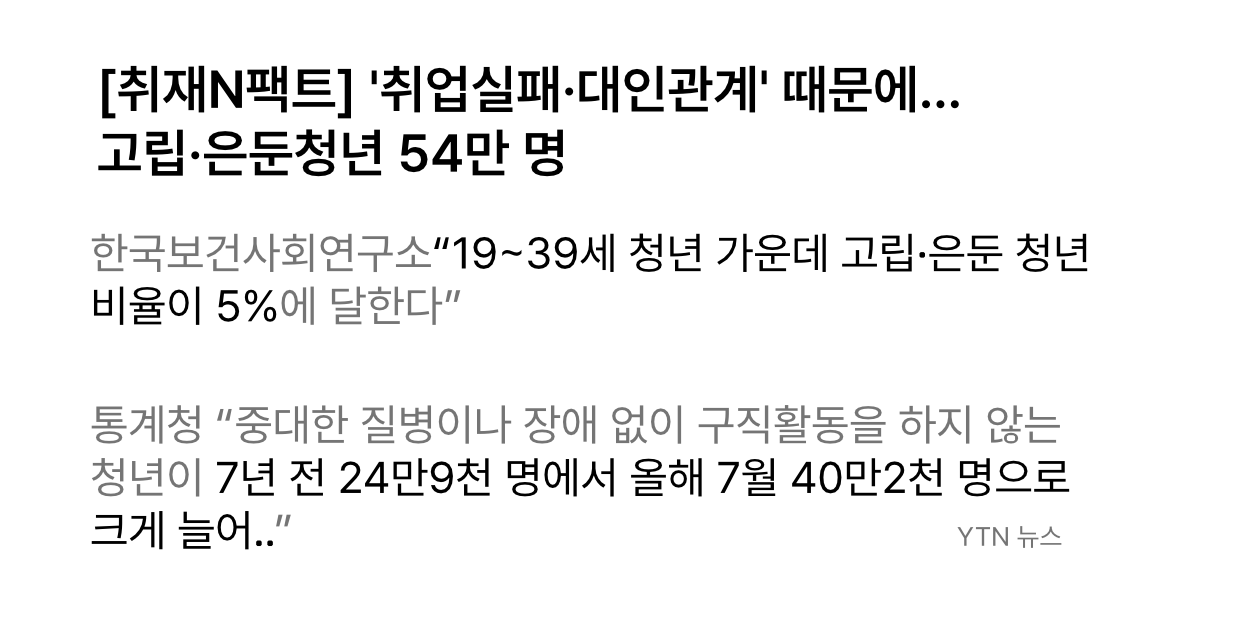 [취재N팩트] '취업실패·대인관계' 때문에...
고립·은둔청년 54만 명
한국보건사회연구소“19~39세 청년 가운데 고립·은둔 청년
비율이 5%에 달한다”
통계청 “중대한 질병이나 장애 없이 구직활동을 하지 않는
청년이 7년 전 24만9천 명에서 올해 7월 40만2천 명으로
크게 늘어..”
YTN 뉴스